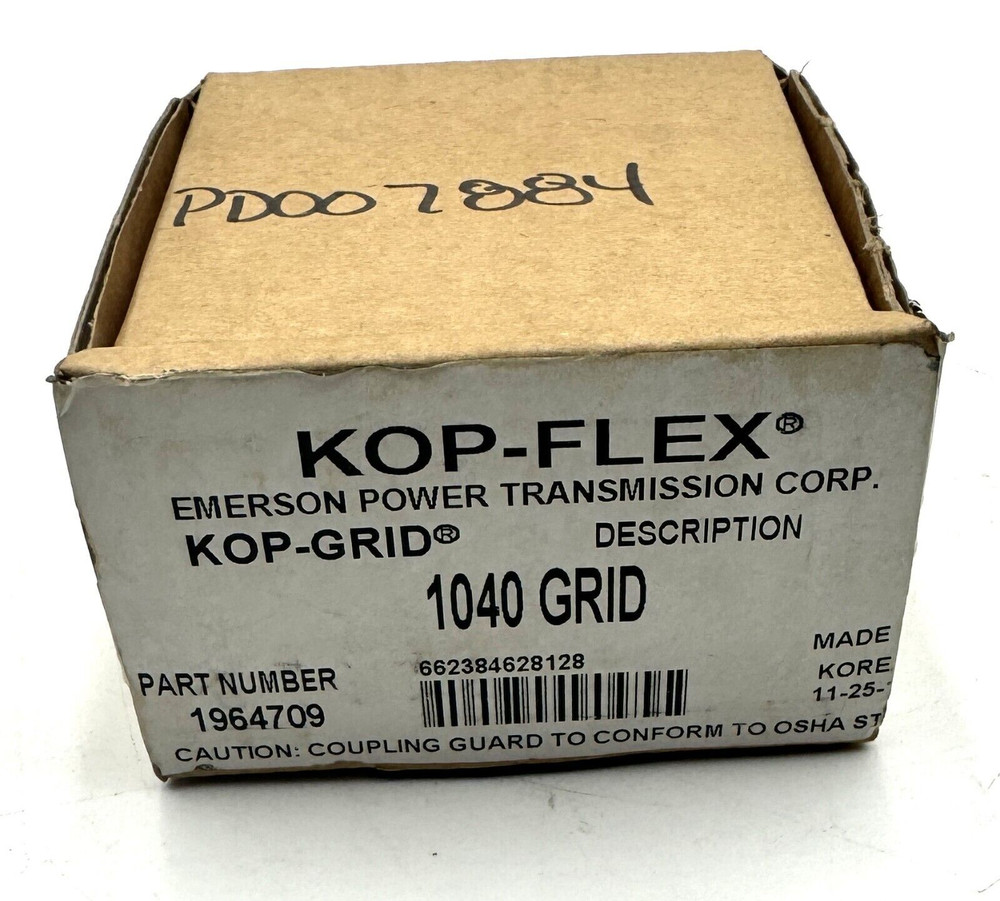 PD007884
KOP-FLEX®
EMERSON POWER TRANSMISSION CORP.
KOP-GRID® DESCRIPTION
1040 GRID
662384628128
MADE
PART NUMBER
KORE
1964709
11-25-
CAUTION: COUPLING GUARD TO CONFORM TO OSHA ST
®